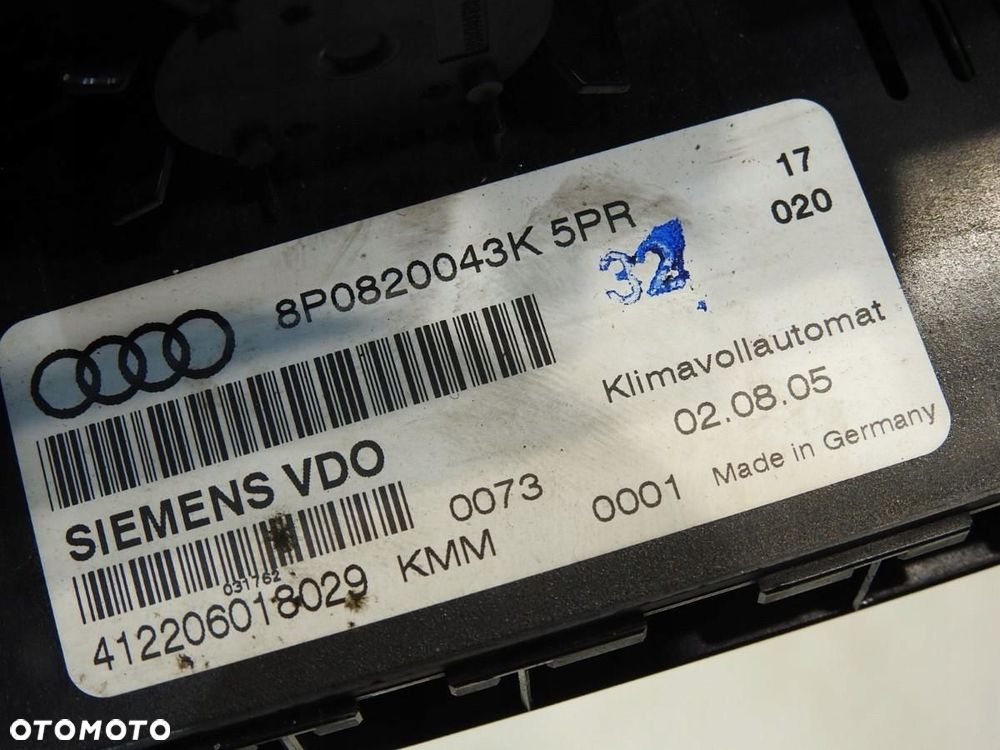 17
020
8P0820043K 5PR
32
Klimavollautomat
02.08.05
SIEMENS VDO
0073 0001 Made in Germany
031762
412206018029 KMM
OTOMOTO